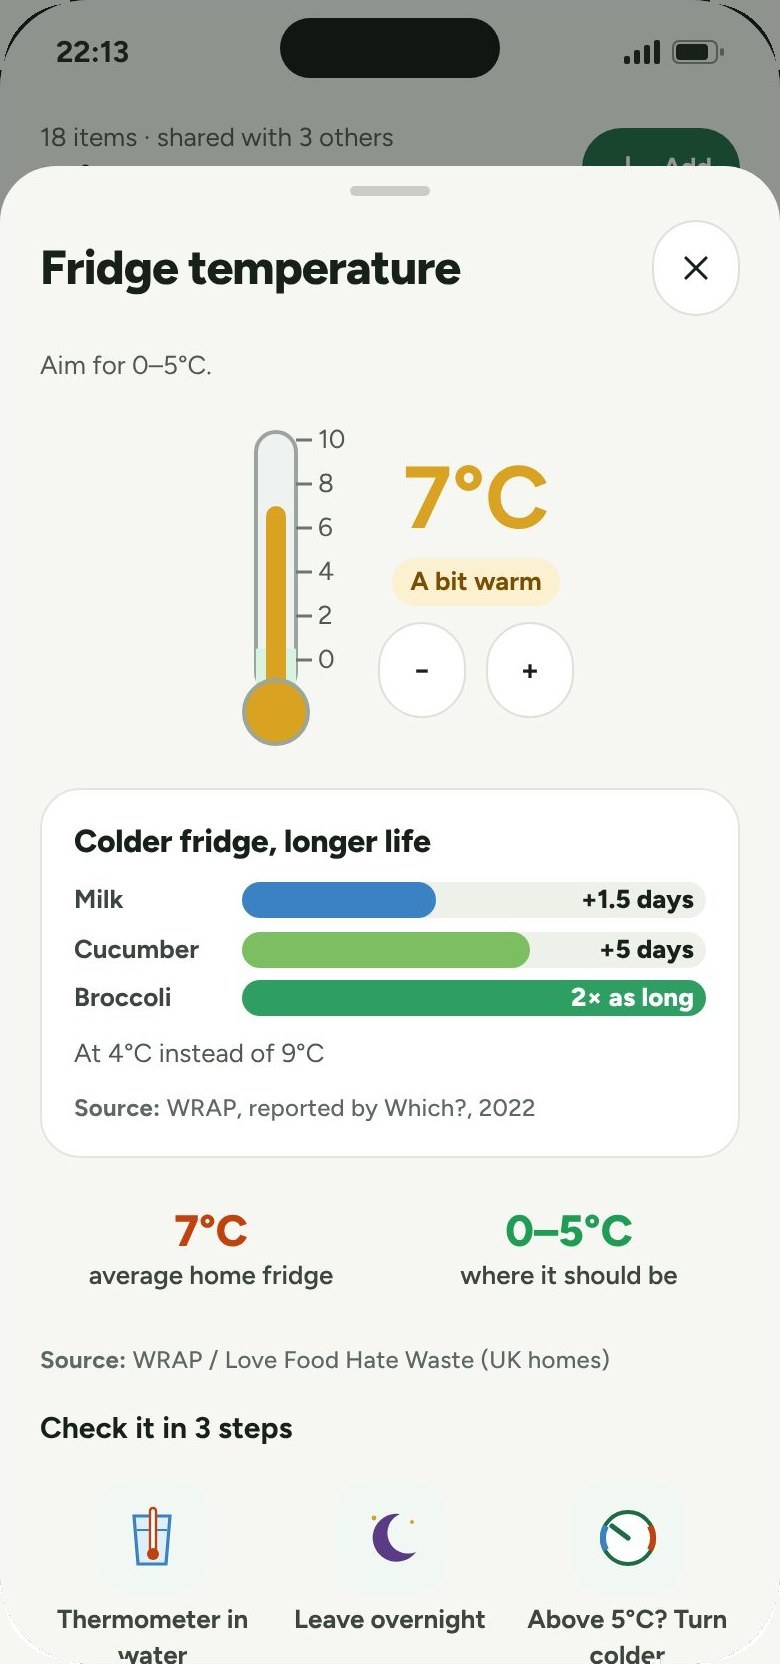 22:13
18 items · shared with 3 others
Add
Fridge temperature
Aim for 0–5°C.
10
8
6
4
2
0
7°C
A bit warm
-
+
Colder fridge, longer life
Milk +1.5 days
Cucumber +5 days
Broccoli 2× as long
At 4°C instead of 9°C
Source: WRAP, reported by Which?, 2022
7°C 0–5°C
average home fridge where it should be
Source: WRAP / Love Food Hate Waste (UK homes)
Check it in 3 steps
Thermometer in water
Leave overnight
Above 5°C? Turn colder